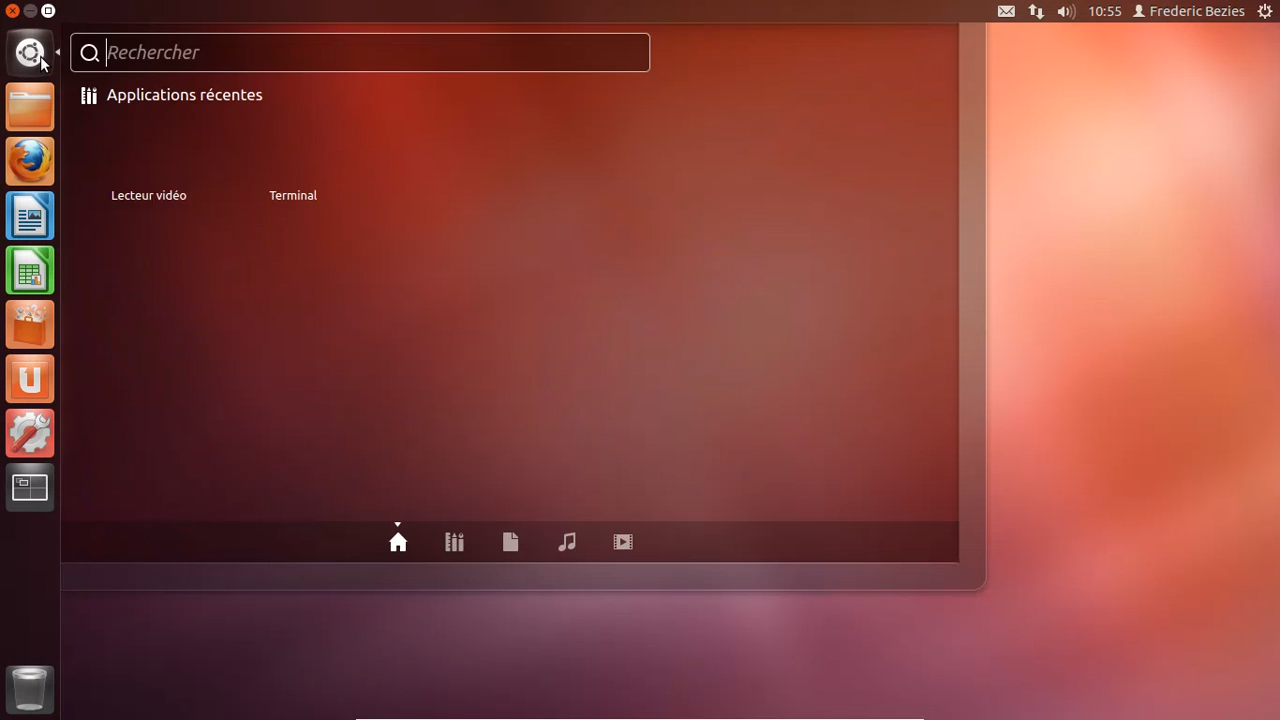 10:55 Frederic Bezies
Rechercher
Applications récentes
Lecteur vidéo Terminal